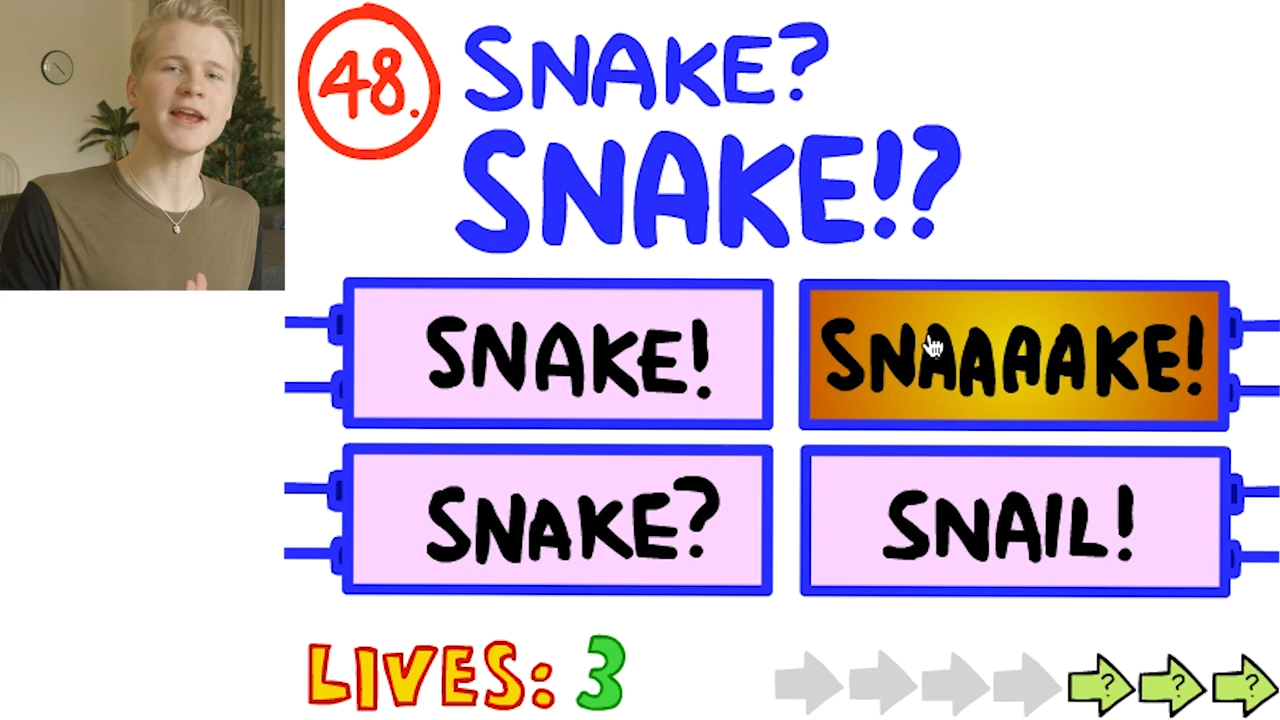 48.
SNAKE?
SNAKE!?
SNAKE!
SNAAAAKE!
SNAKE?
SNAIL!
LIVES: 3
? ? ?